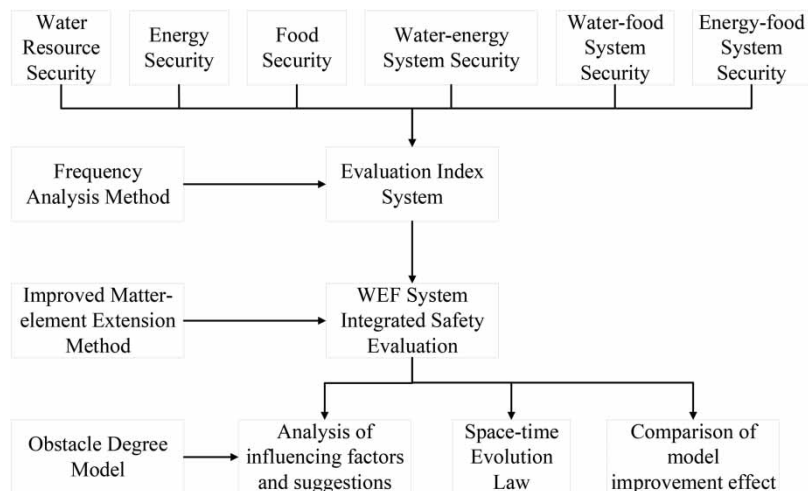 Water
Resource
Security
Energy
Security
Food
Security
Water-energy
System Security
Water-food
System
Security
Energy-food
System
Security
Frequency
Analysis Method
Evaluation Index
System
Improved Matter-
element Extension
Method
WEF System
Integrated Safety
Evaluation
Obstacle Degree
Model
Analysis of
influencing factors
and suggestions
Space-time
Evolution
Law
Comparison of
model
improvement effect